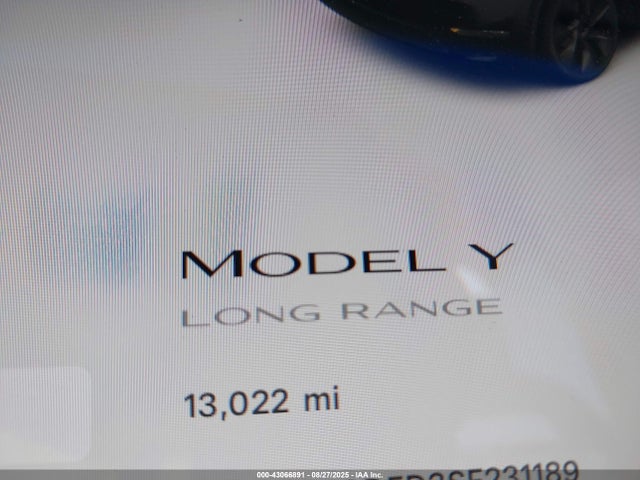 MODEL Y
LONG RANGE
13,022 mi
000-43066891 - 08/27/2025 - IAA Inc.